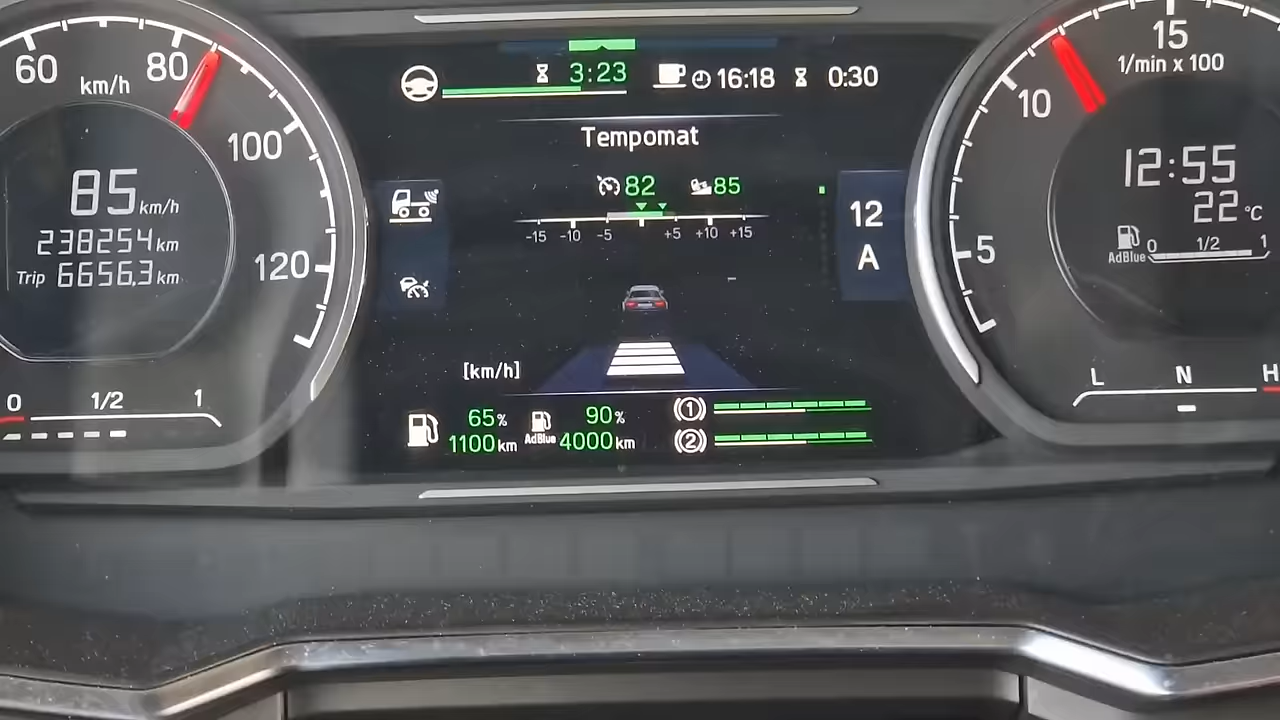 60
80
km/h
100
120
85 km/h
238254 km
Trip 6656,3 km
0 1/2 1
3:23
16:18
0:30
Tempomat
82
85
-15 -10 -5 +5 +10 +15
12
A
[km/h]
65%
1100 km
AdBlue
90%
4000 km
(1)
(2)
15
1/min x 100
10
5
12:55
22 °C
AdBlue
0 1/2 1
L N H